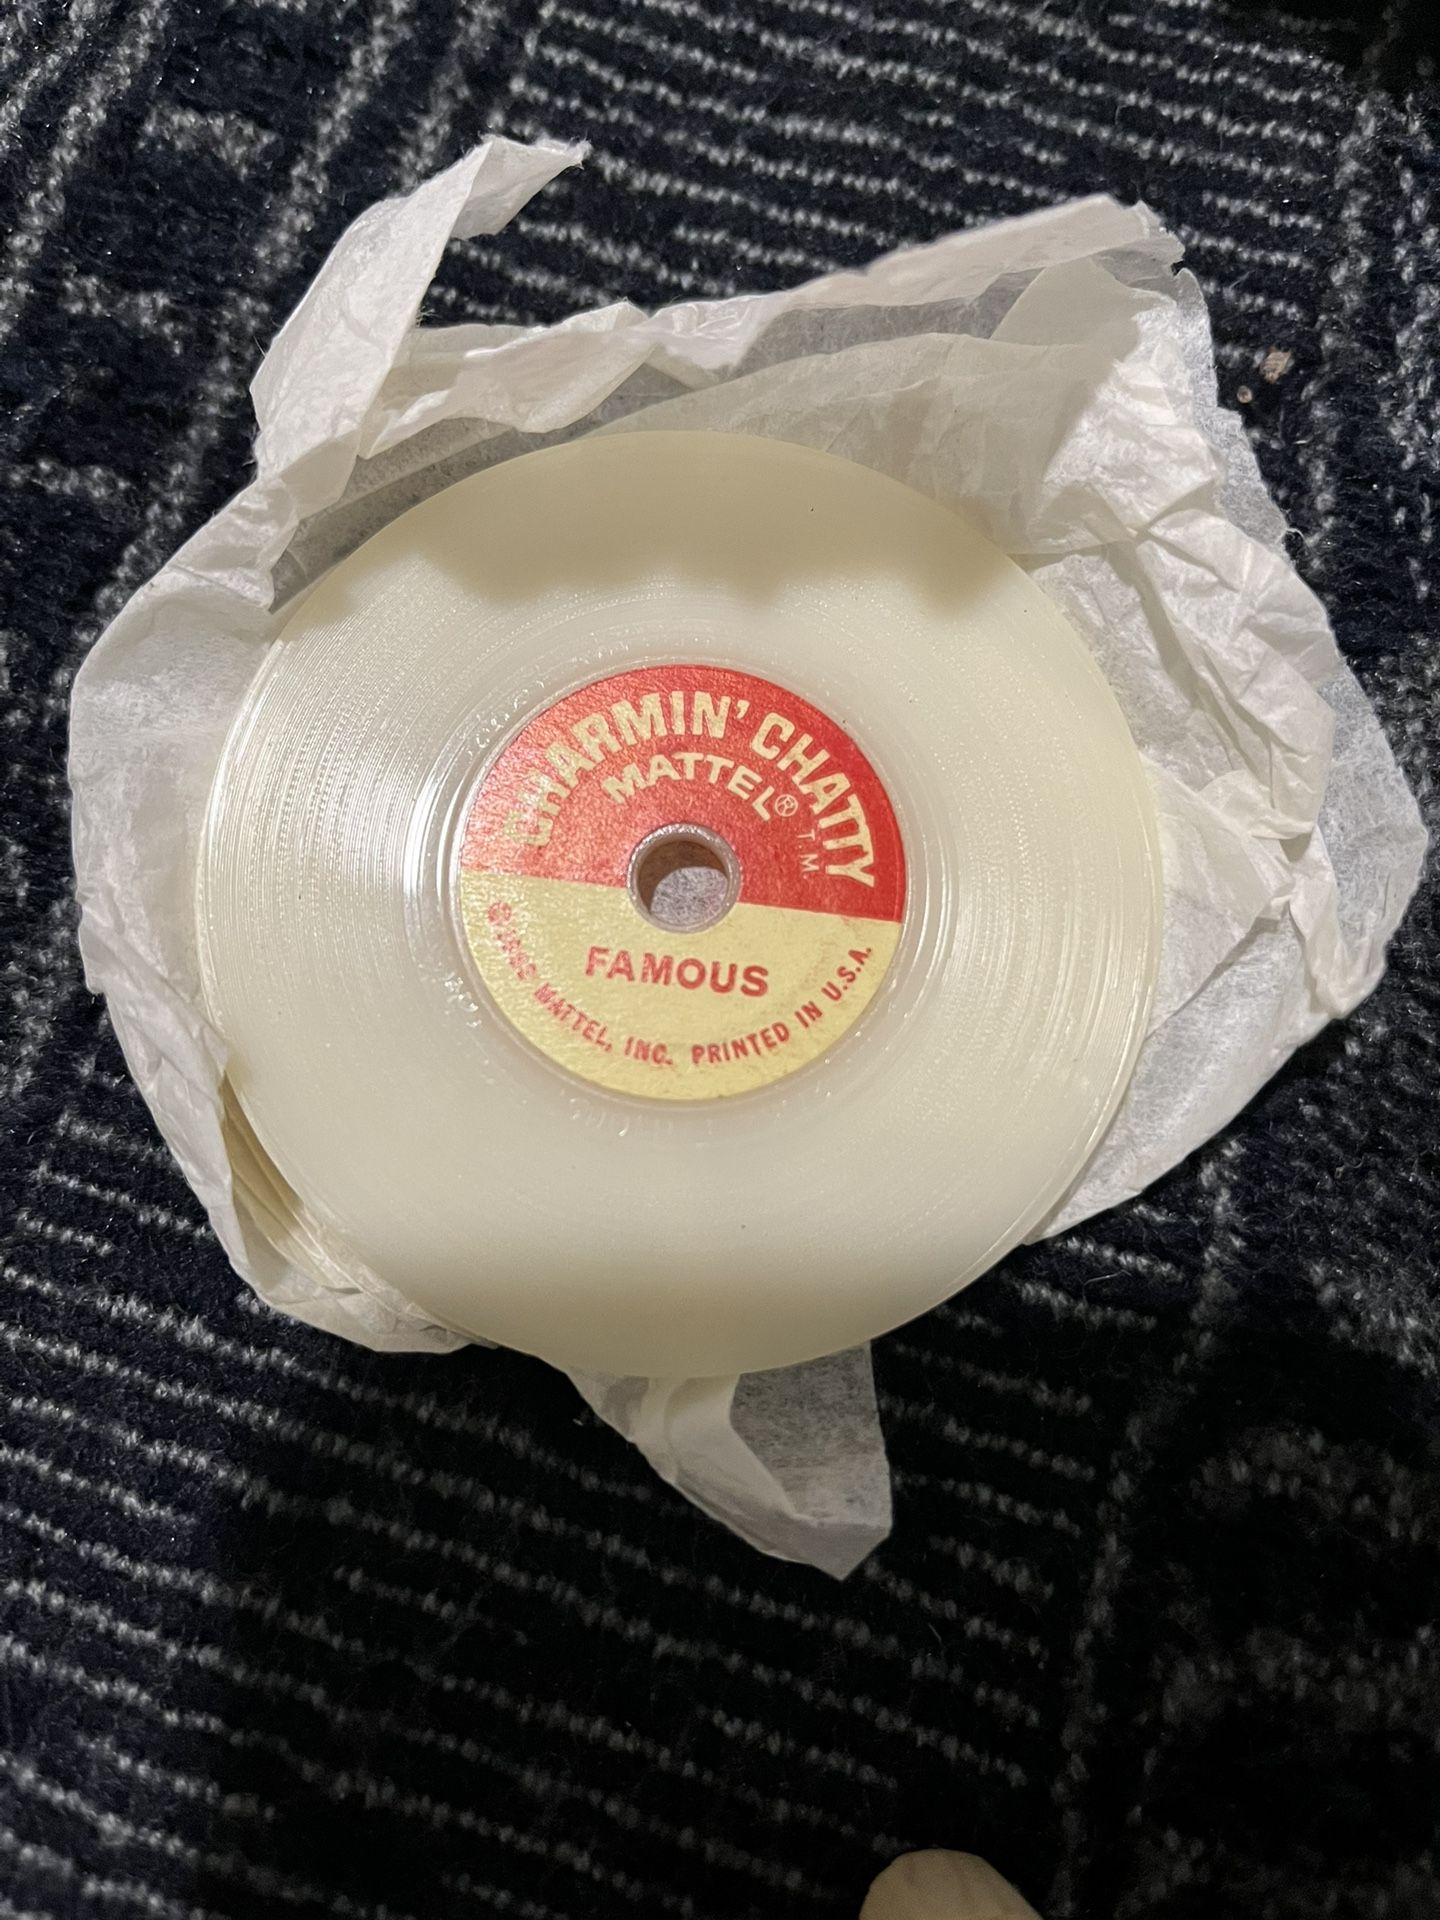 CHARMIN' CHATTY
MATTEL® T.M.
FAMOUS
MATTEL, INC. PRINTED IN U.S.A.